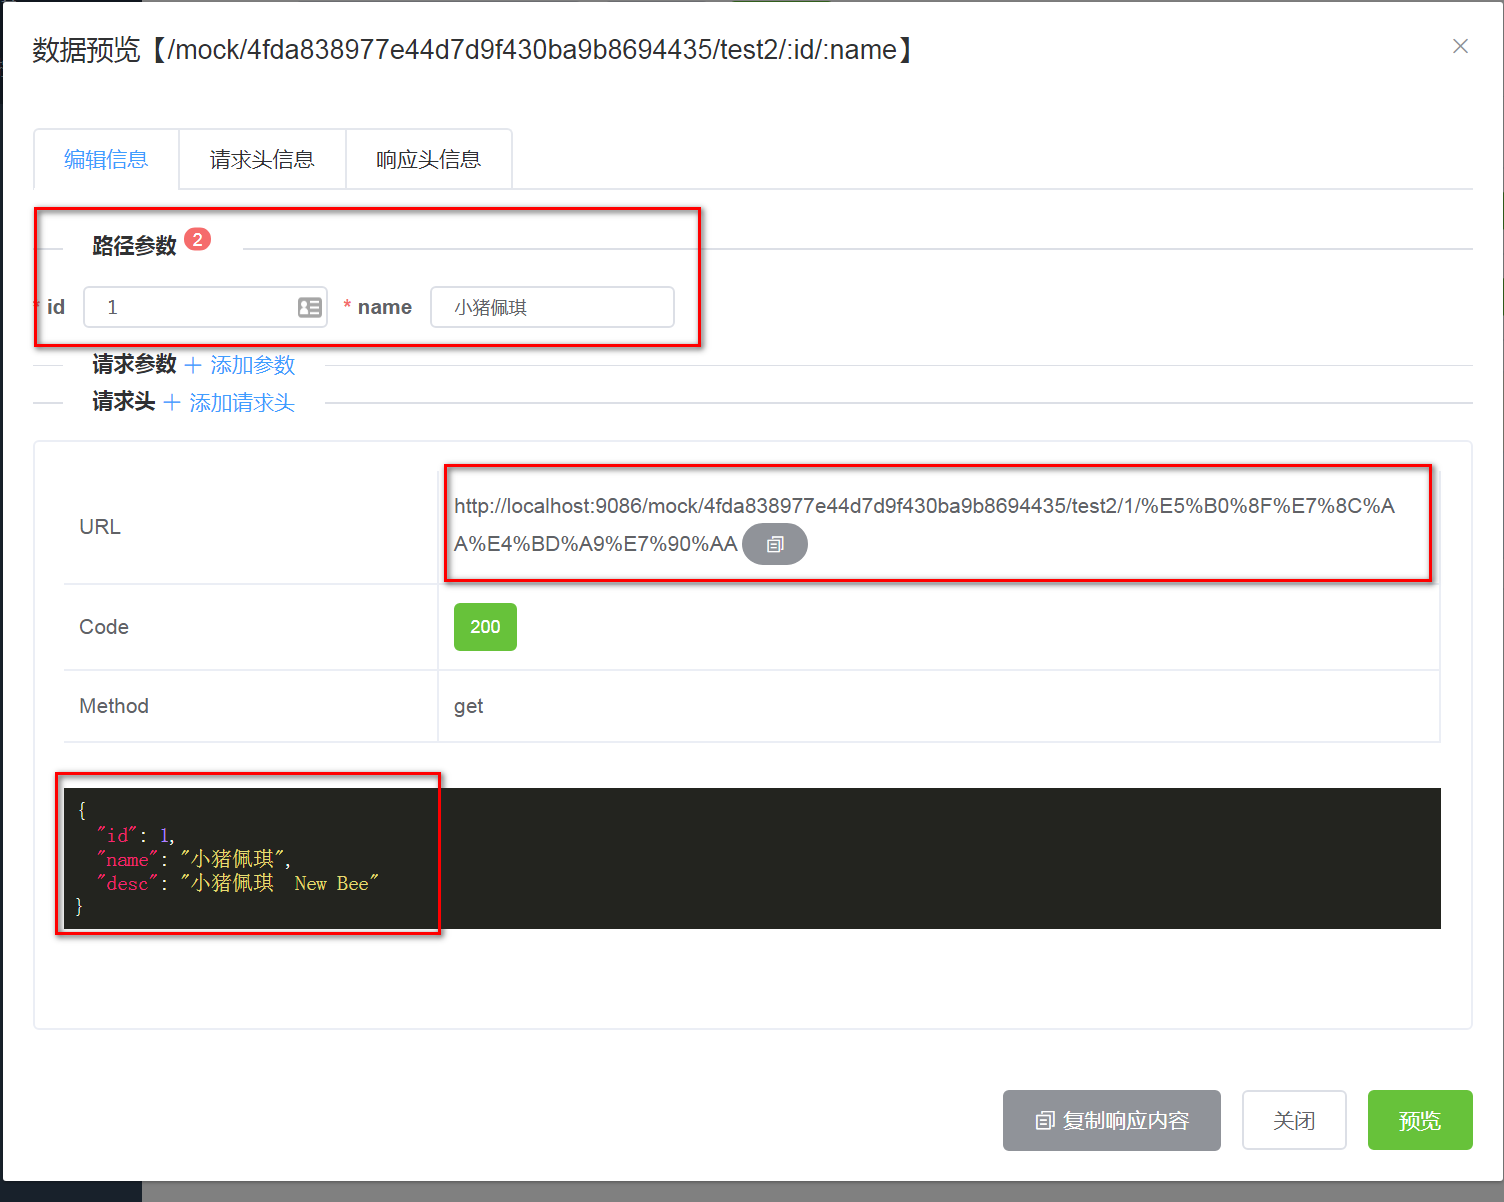 数据预览【/mock/4fda838977e44d7d9f430ba9b8694435/test2/:id/:name】
编辑信息 请求头信息 响应头信息
路径参数 2
* id 1 * name 小猪佩琪
请求参数 + 添加参数
请求头 + 添加请求头
URL http://localhost:9086/mock/4fda838977e44d7d9f430ba9b8694435/test2/1/%E5%B0%8F%E7%8C%A
A%E4%BD%A9%E7%90%AA
Code 200
Method get
{
"id": 1,
"name": "小猪佩琪",
"desc": "小猪佩琪  New Bee"
}
复制响应内容 关闭 预览